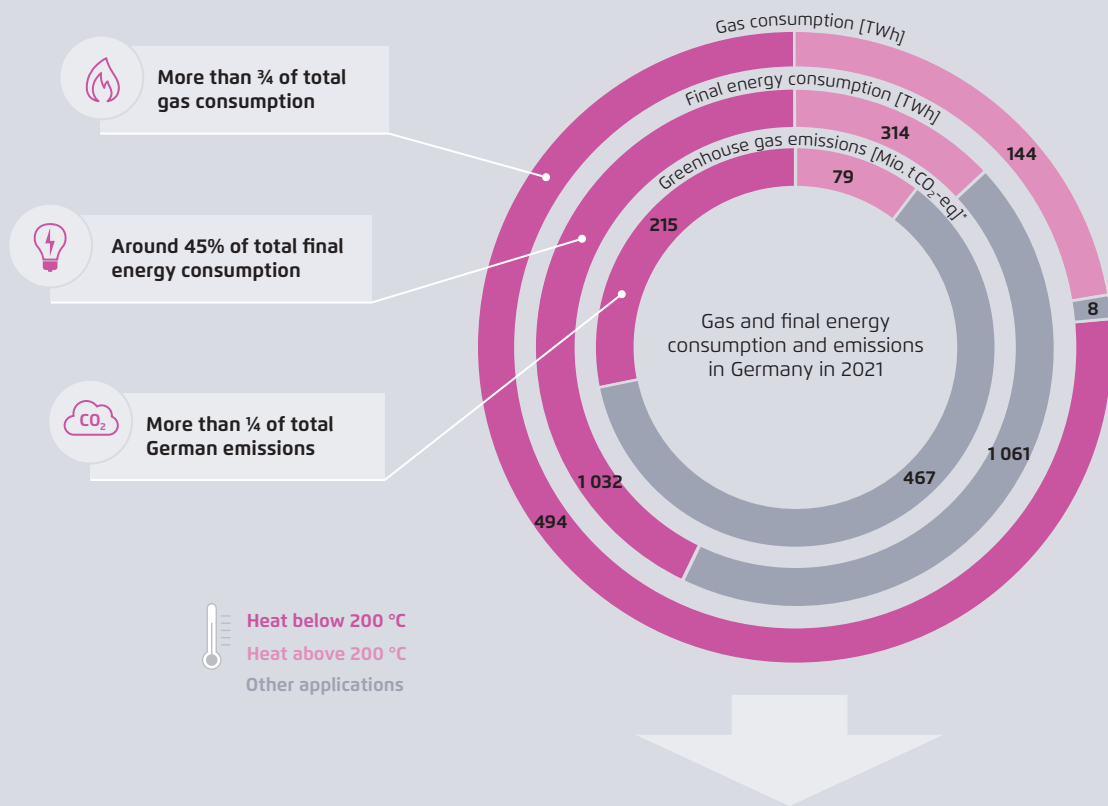 Gas consumption [TWh]
Final energy consumption [TWh]
Greenhouse gas emissions [Mio. t CO₂-eq]*
More than ¾ of total
gas consumption
Around 45% of total final
energy consumption
CO₂
More than ¼ of total
German emissions
144
314
79
8
215
Gas and final energy
consumption and emissions
in Germany in 2021
1 061
467
1 032
494
Heat below 200 °C
Heat above 200 °C
Other applications